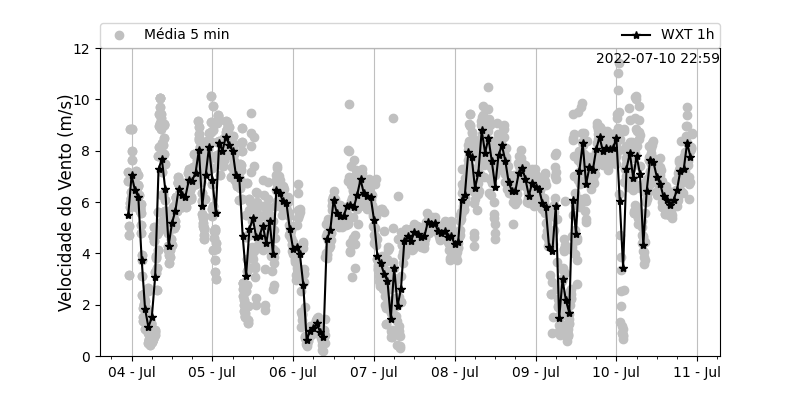 Média 5 min
WXT 1h
2022-07-10 22:59
Velocidade do Vento (m/s)
12
10
8
6
4
2
0
04 - Jul
05 - Jul
06 - Jul
07 - Jul
08 - Jul
09 - Jul
10 - Jul
11 - Jul